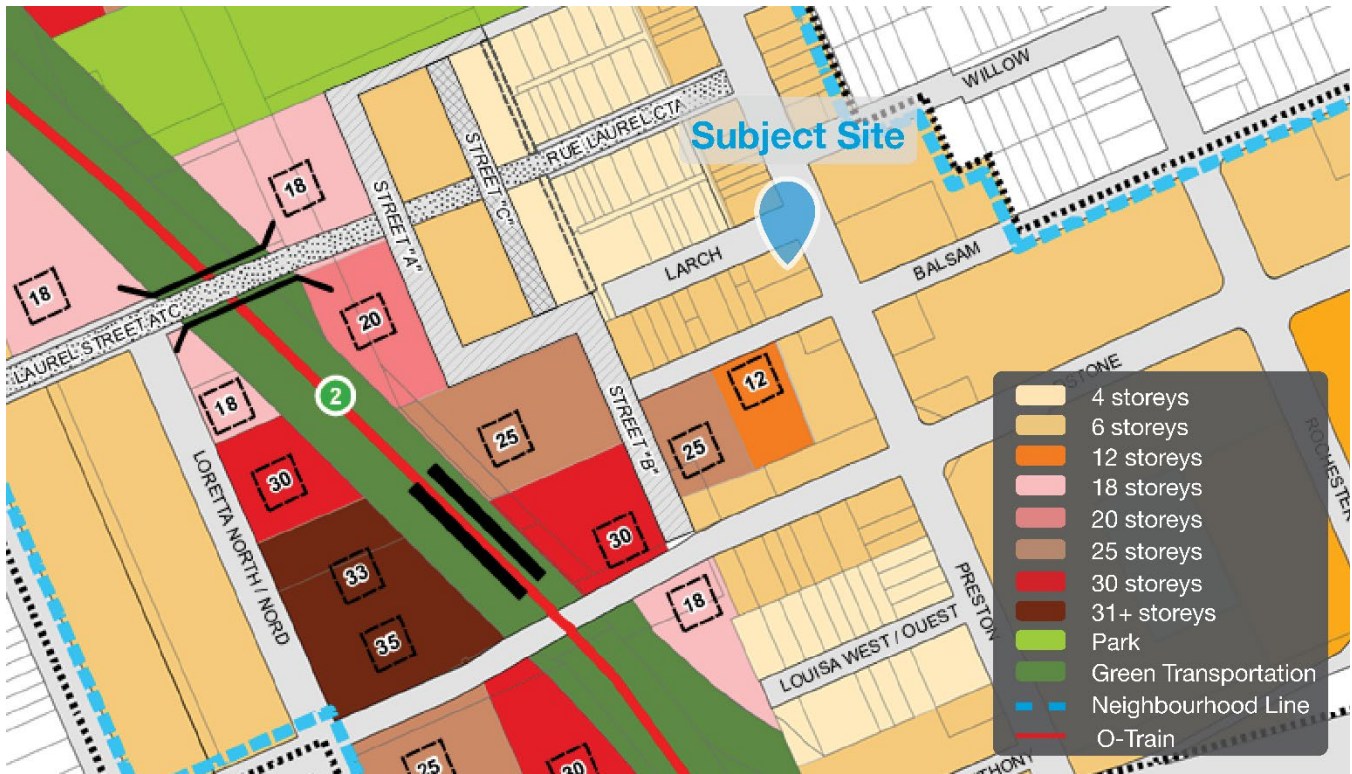 WILLOW
RUE LAUREL CTA
Subject Site
18
STREET "C"
STREET "A"
LARCH
BALSAM
18
20
LAUREL STREET ATC
2
12
18
25
STREET "B"
25
LORETTA NORTH / NORD
30
30
33
18
35
PRESTON
LOUISA WEST / OUEST
ROCHESTER
25
30
4 storeys
6 storeys
12 storeys
18 storeys
20 storeys
25 storeys
30 storeys
31+ storeys
Park
Green Transportation
Neighbourhood Line
O-Train